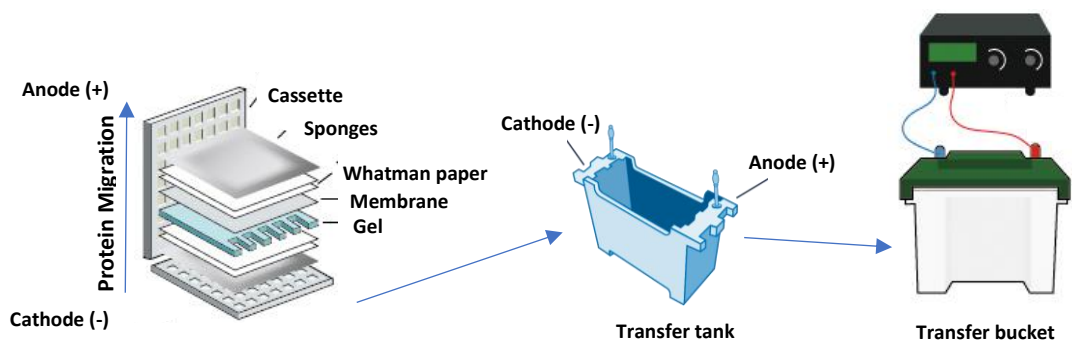 Anode (+)
Protein Migration
Cathode (-)
Cassette
Sponges
Whatman paper
Membrane
Gel
Cathode (-)
Anode (+)
Transfer tank
Transfer bucket